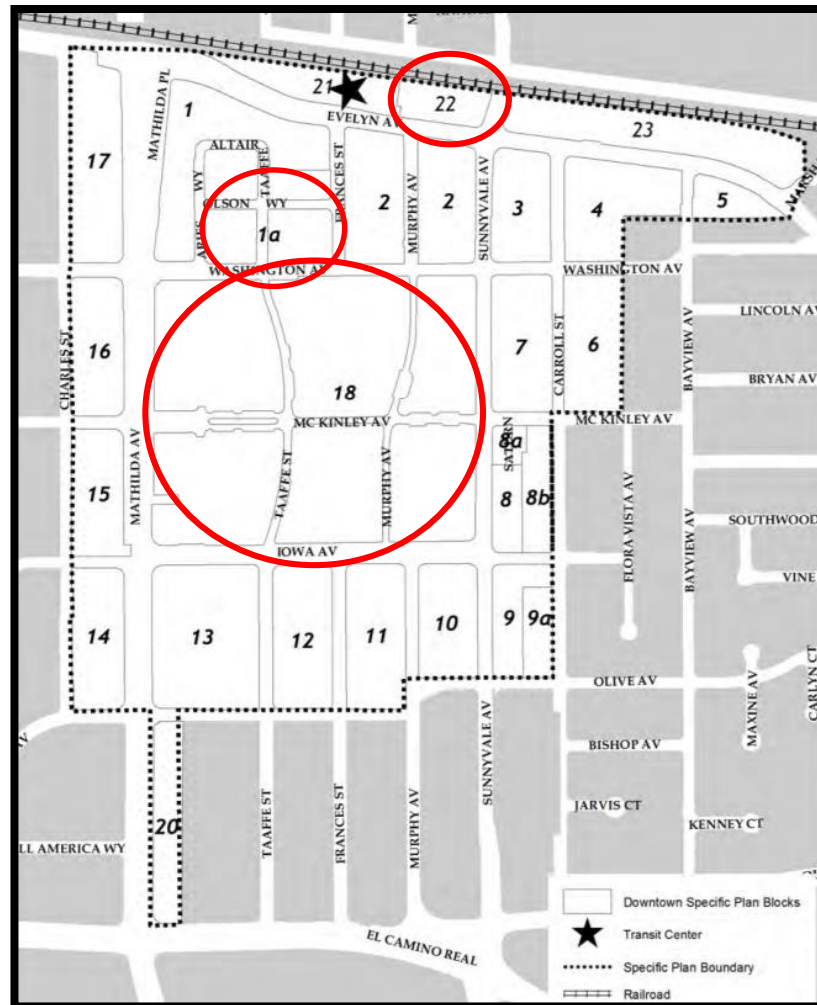 21
22
EVELYN AV
23
1
MATHILDA PL
17
ALTAIR
TAAFFE
ARIES WY
OLSON WY
FRANCES ST
2
MURPHY AV
2
SUNNYVALE AV
3
4
5
1a
WASHINGTON AV
WASHINGTON AV
LINCOLN AV
16
CHARLES ST
18
7
CARROLL ST
6
BAYVIEW AV
BRYAN AV
MC KINLEY AV
MC KINLEY AV
8a
SATURN
15
MATHILDA AV
TAAFFE ST
MURPHY AV
8
8b
FLORA VISTA AV
BAYVIEW AV
SOUTHWOOD
VINE
IOWA AV
14
13
12
11
10
9
9a
OLIVE AV
MAXINE AV
CARLYN CT
SUNNYVALE AV
BISHOP AV
20
TAAFFE ST
FRANCES ST
MURPHY AV
JARVIS CT
KENNEY CT
LL AMERICA WY
EL CAMINO REAL
Downtown Specific Plan Blocks
Transit Center
Specific Plan Boundary
Railroad